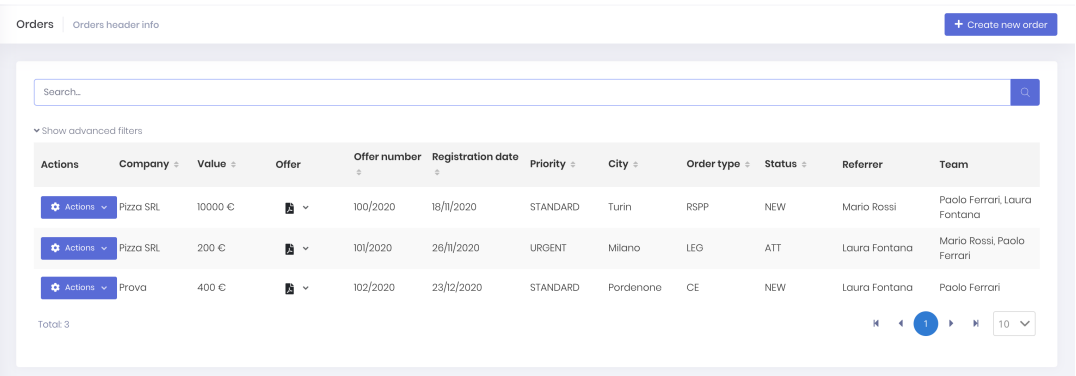 Orders Orders header info + Create new order
Search...
Show advanced filters
Actions Company Value Offer Offer number Registration date Priority City Order type Status Referrer Team
Actions Pizza SRL 10000 € 100/2020 18/11/2020 STANDARD Turin RSPP NEW Mario Rossi Paolo Ferrari, Laura
Fontana
Actions Pizza SRL 200 € 101/2020 26/11/2020 URGENT Milano LEG ATT Laura Fontana Mario Rossi, Paolo
Ferrari
Actions Prova 400 € 102/2020 23/12/2020 STANDARD Pordenone CE NEW Laura Fontana Paolo Ferrari
Total: 3 1 10